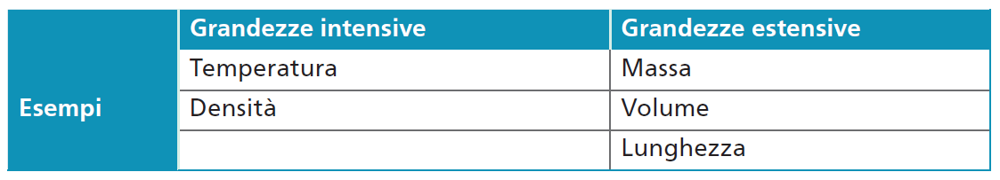 Grandezze intensive Grandezze estensive
Temperatura Massa
Esempi Densità Volume
Lunghezza